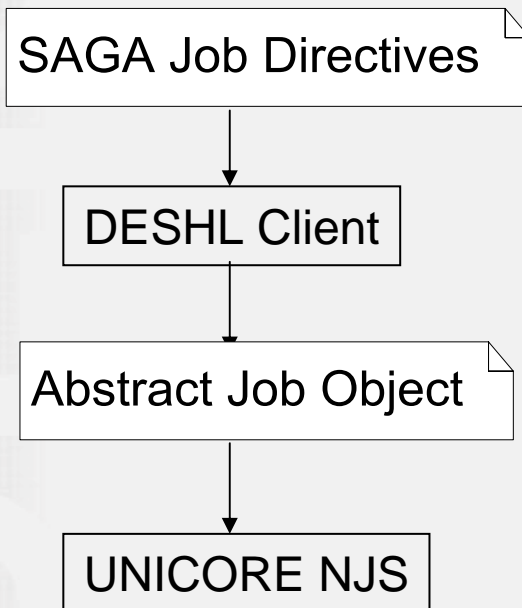 SAGA Job Directives
DESHL Client
Abstract Job Object
UNICORE NJS